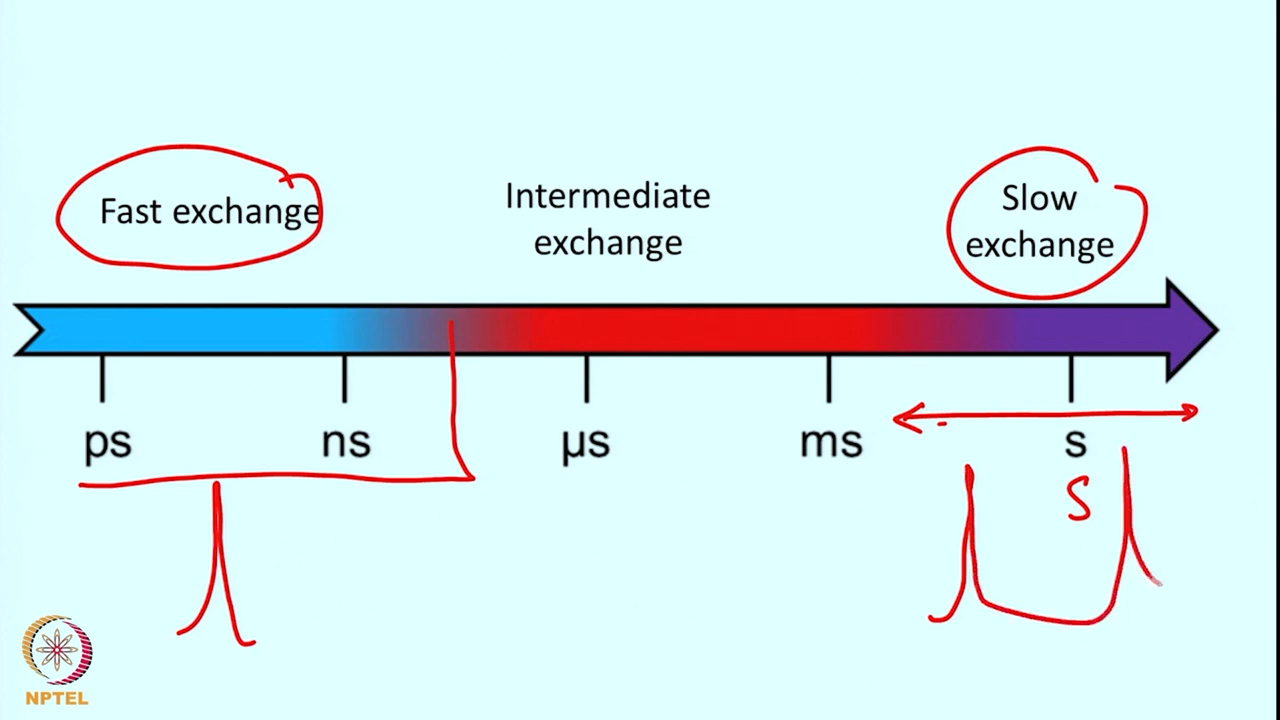 Fast exchange
Intermediate
exchange
Slow
exchange
ps
ns
μs
ms
s
S
NPTEL